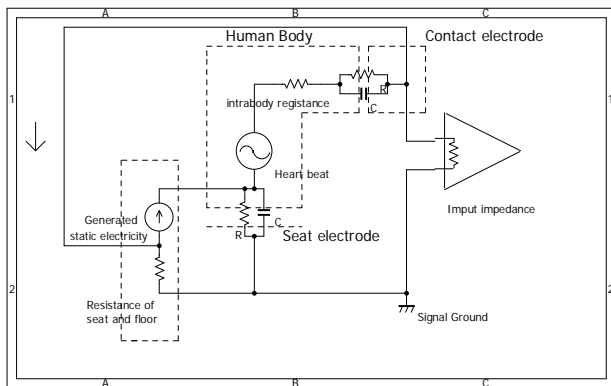 A
B
C
Human Body
Contact electrode
1
1
R
C
intrabody registance
Heart beat
Imput impedance
Generated
static electricity
C
R
Seat electrode
2
2
Resistance of
seat and floor
Signal Ground
A
B
C